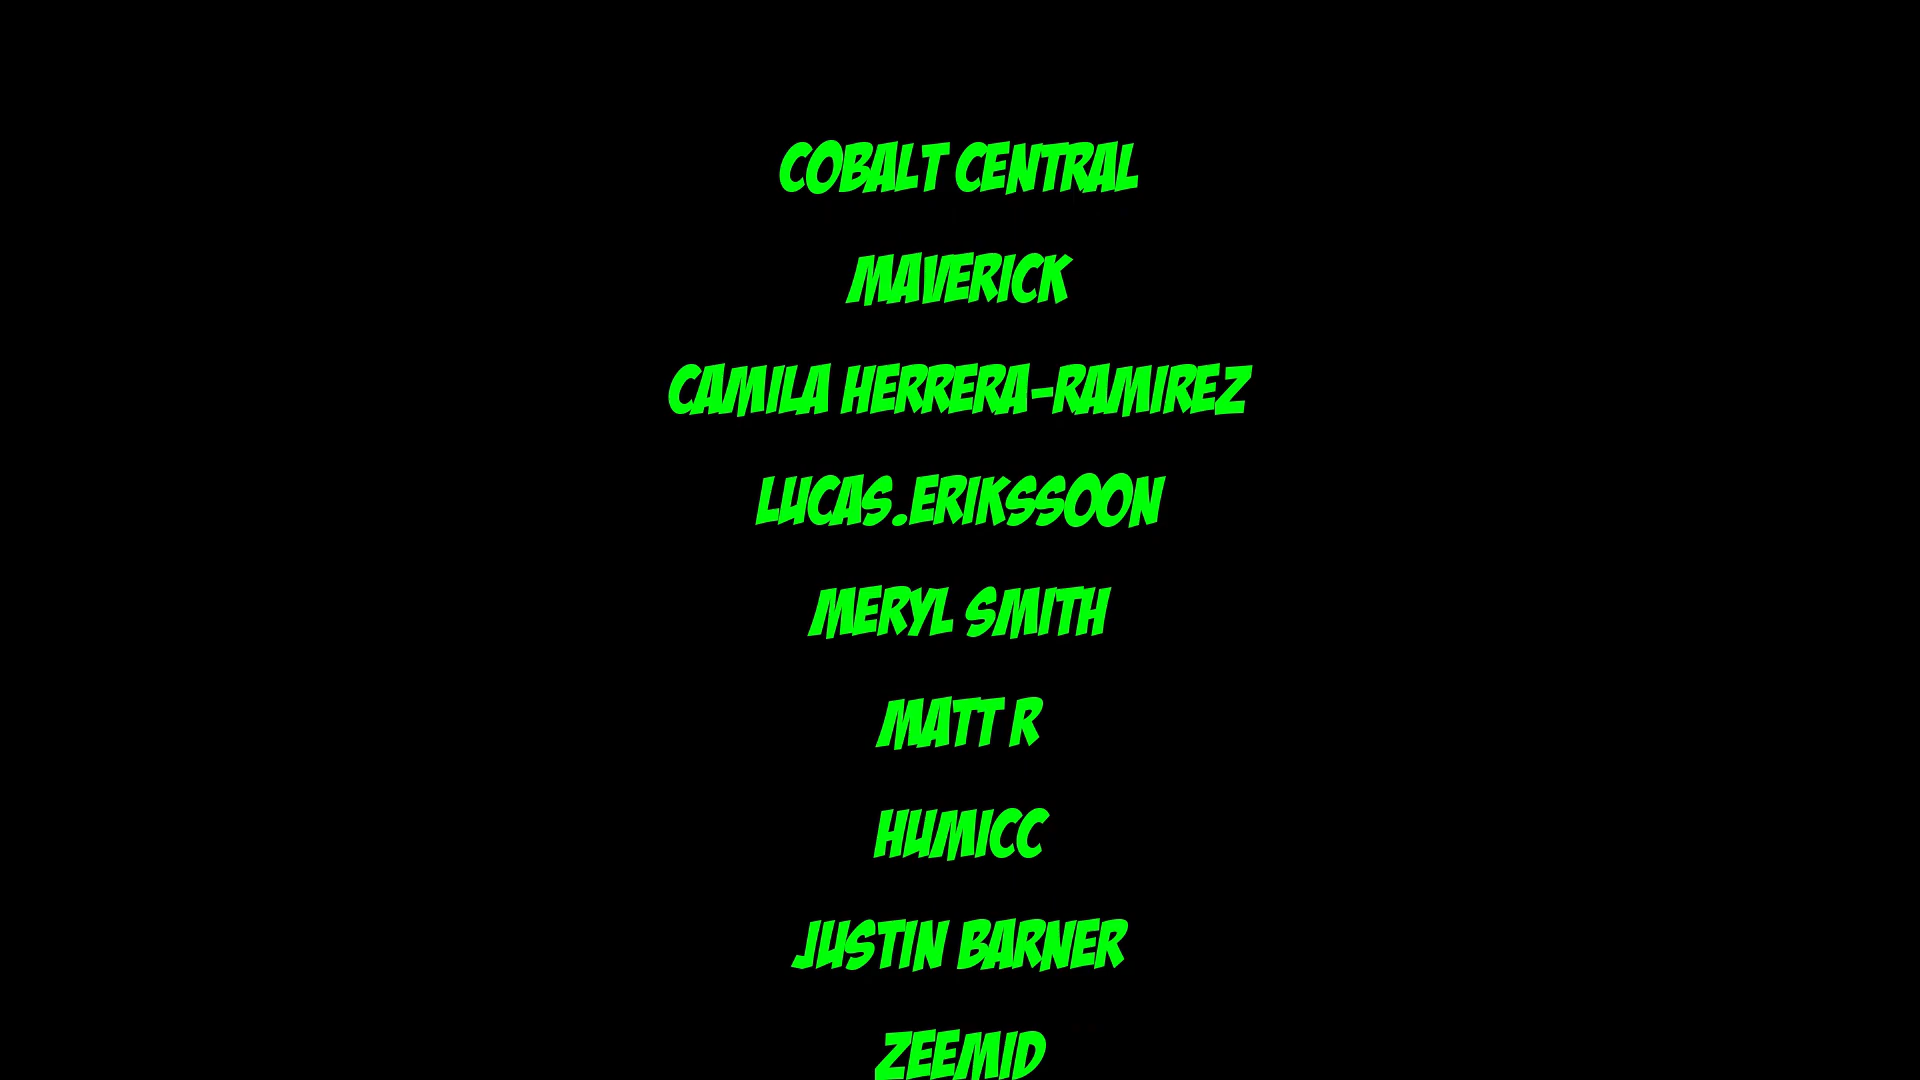 COBALT CENTRAL
MAVERICK
CAMILA HERRERA-RAMIREZ
LUCAS.ERIKSSOON
MERYL SMITH
MATT R
HUMICC
JUSTIN BARNER
ZEEMID